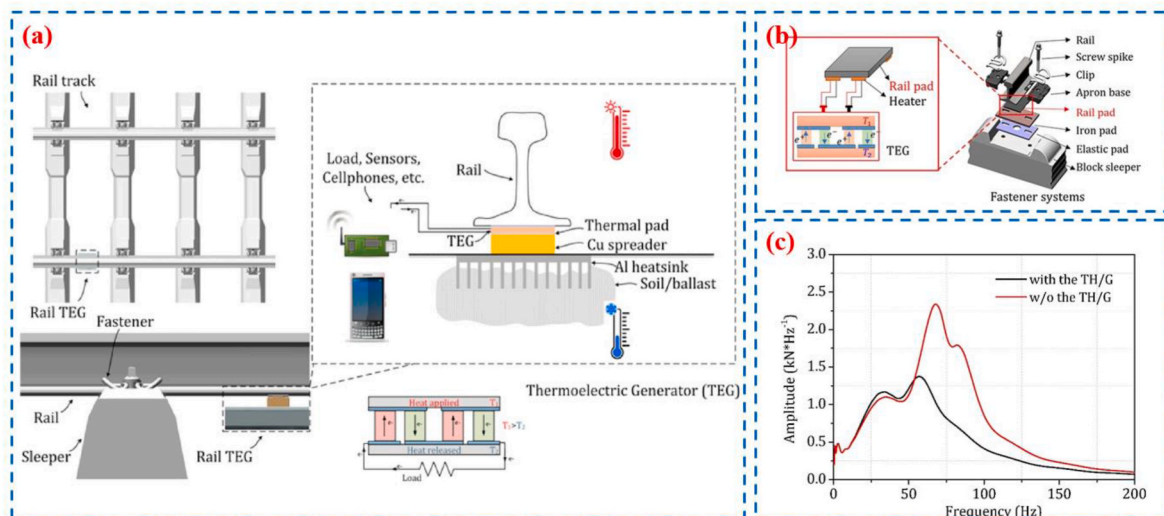 (a)
Rail track
Rail TEG
Fastener
Rail
Sleeper
Rail TEG
Load, Sensors,
Cellphones, etc.
Rail
TEG
Thermal pad
Cu spreader
Al heatsink
Soil/ballast
Thermoelectric Generator (TEG)
Heat applied T₁
T₁>T₂
Heat released T₂
Load
(b)
Rail pad
Heater
T₁
e⁻ e⁻
T₂
TEG
Rail
Screw spike
Clip
Apron base
Rail pad
Iron pad
Elastic pad
Block sleeper
Fastener systems
(c)
Amplitude (kN*Hz⁻¹)
3.0
2.5
2.0
1.5
1.0
0.5
0.0
with the TH/G
w/o the TH/G
0 50 75 100 125 200
Frequency (Hz)